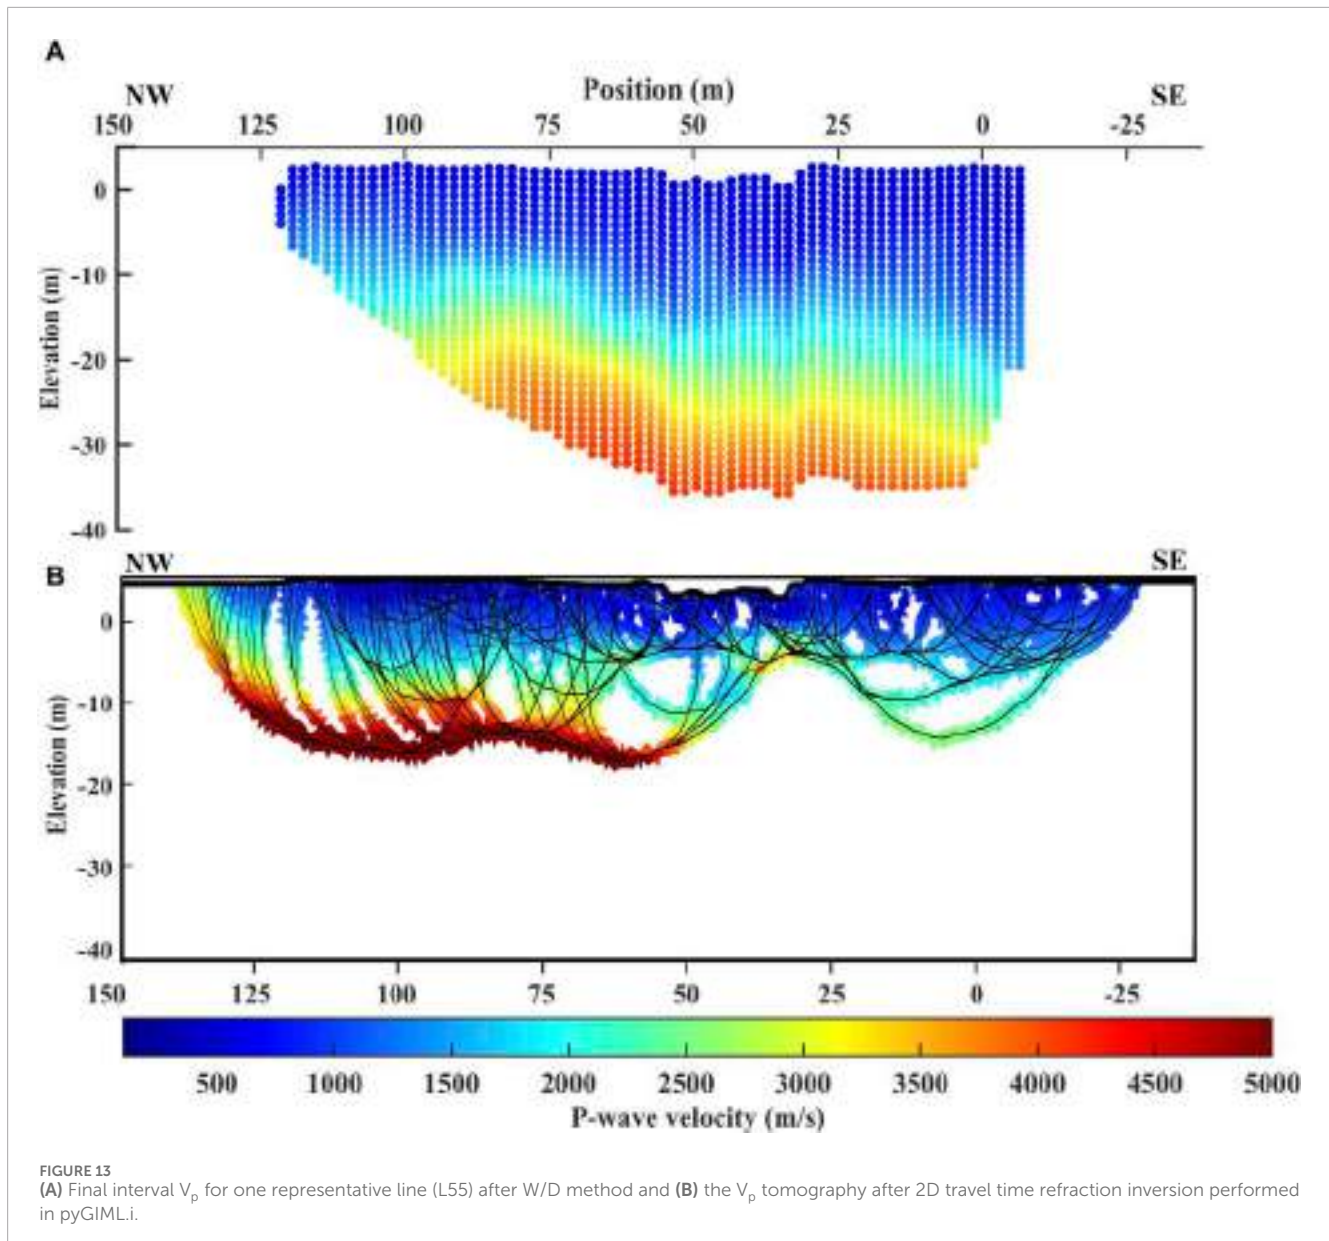 A
Position (m)
NW
SE
150 125 100 75 50 25 0 -25
0
-10
-20
-30
-40
Elevation (m)
B
NW
SE
0
-10
-20
-30
-40
Elevation (m)
150 125 100 75 50 25 0 -25
500 1000 1500 2000 2500 3000 3500 4000 4500 5000
P-wave velocity (m/s)
FIGURE 13
(A) Final interval Vp for one representative line (L55) after W/D method and (B) the Vp tomography after 2D travel time refraction inversion performed
in pyGIML.i.